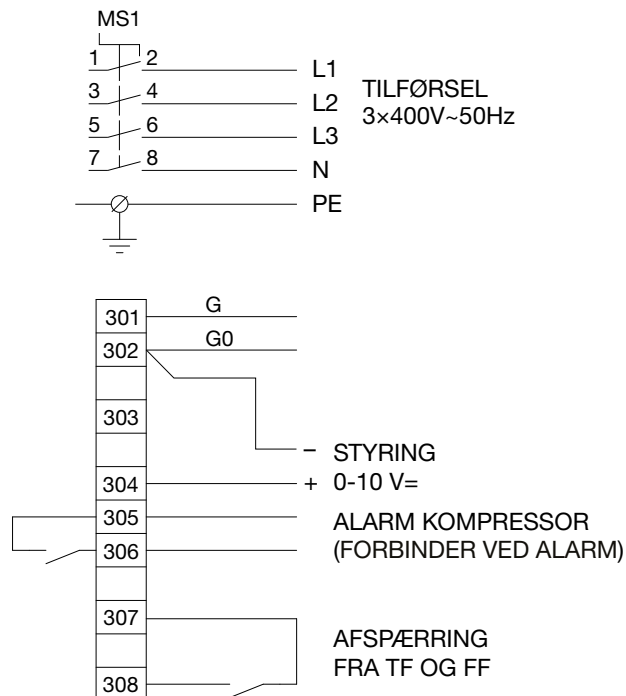 MS1
1 2 L1
3 4 L2
5 6 L3
7 8 N
TILFØRSEL
3×400V~50Hz
PE
301 G
302 G0
303
– STYRING
304 + 0-10 V=
305 ALARM KOMPRESSOR
306 (FORBINDER VED ALARM)
307
AFSPÆRRING
FRA TF OG FF
308